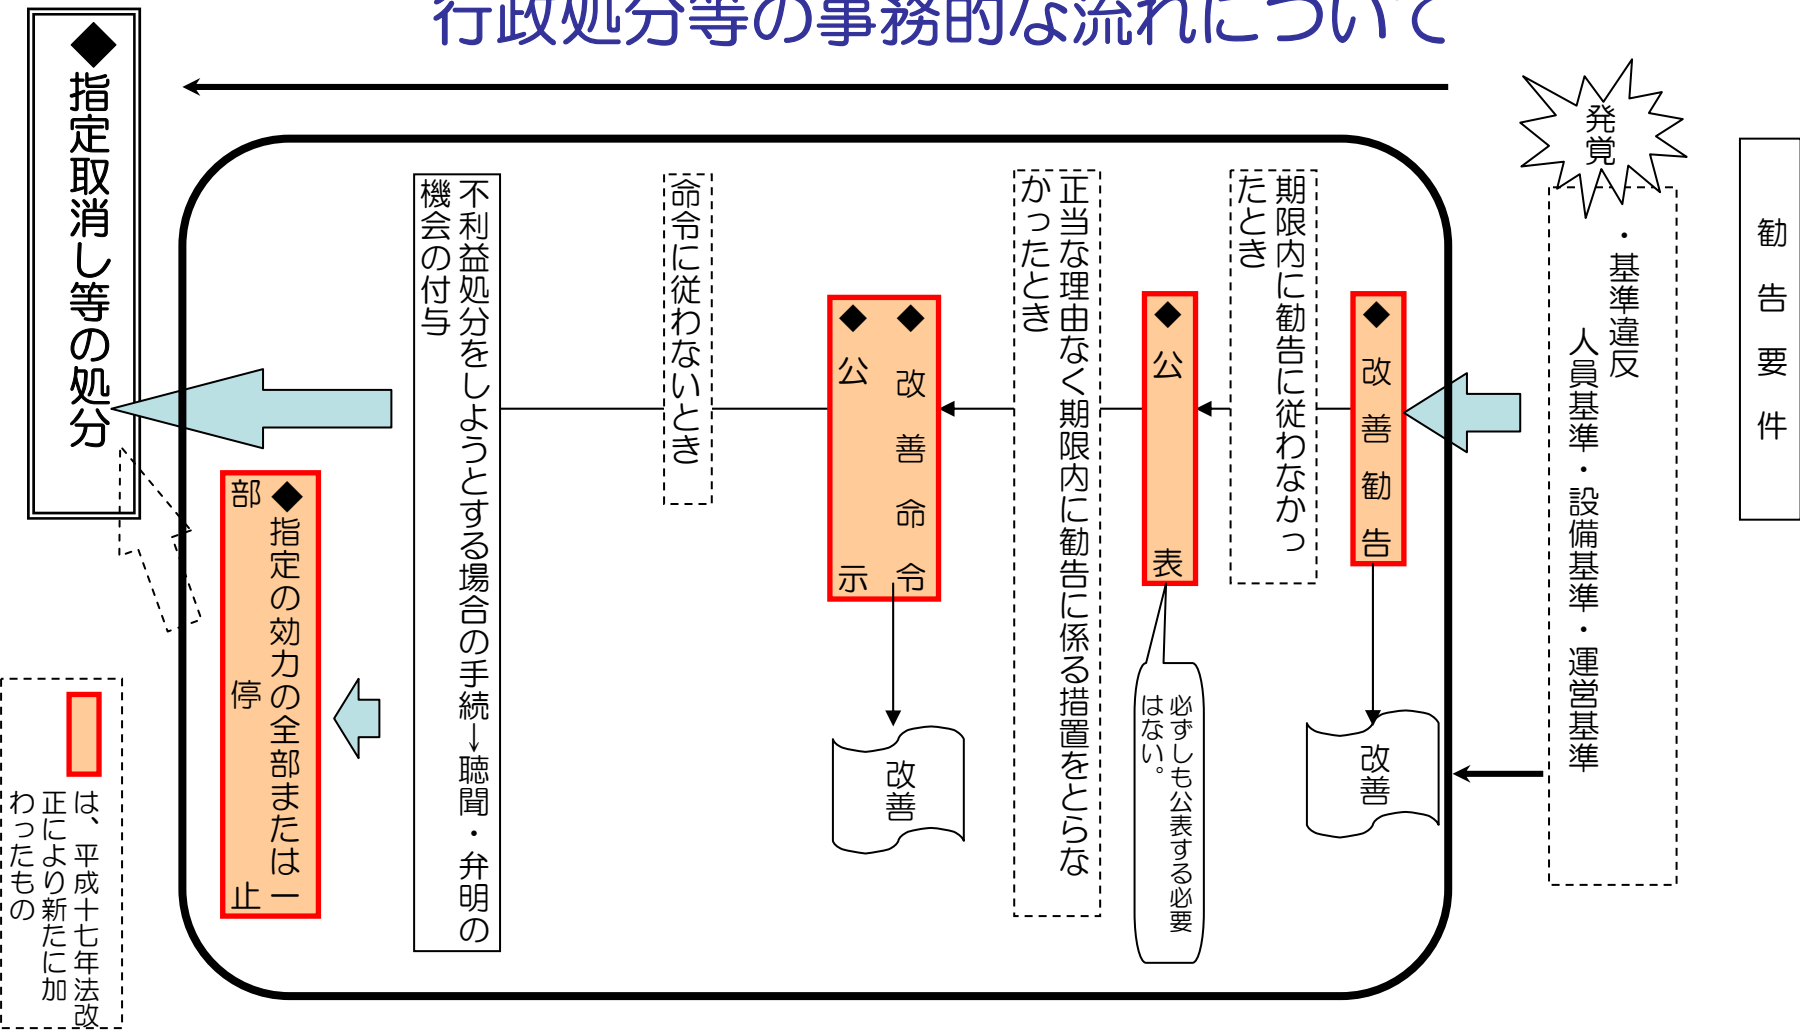 行政処分等の事務的な流れについて
勧告要件
発覚
・基準違反
人員基準・設備基準・運営基準
◆改善勧告
改善
期限内に勧告に従わなかっ
たとき
◆公表
必ずしも公表する必要
はない。
正当な理由なく期限内に勧告に係る措置をとらな
かったとき
◆改善命令
◆公示
改善
命令に従わないとき
不利益処分をしようとする場合の手続→聴聞・弁明の
機会の付与
◆指定の効力の全部または一
部停止
◆指定取消し等の処分
は、平成十七年法改
正により新たに加
わったもの